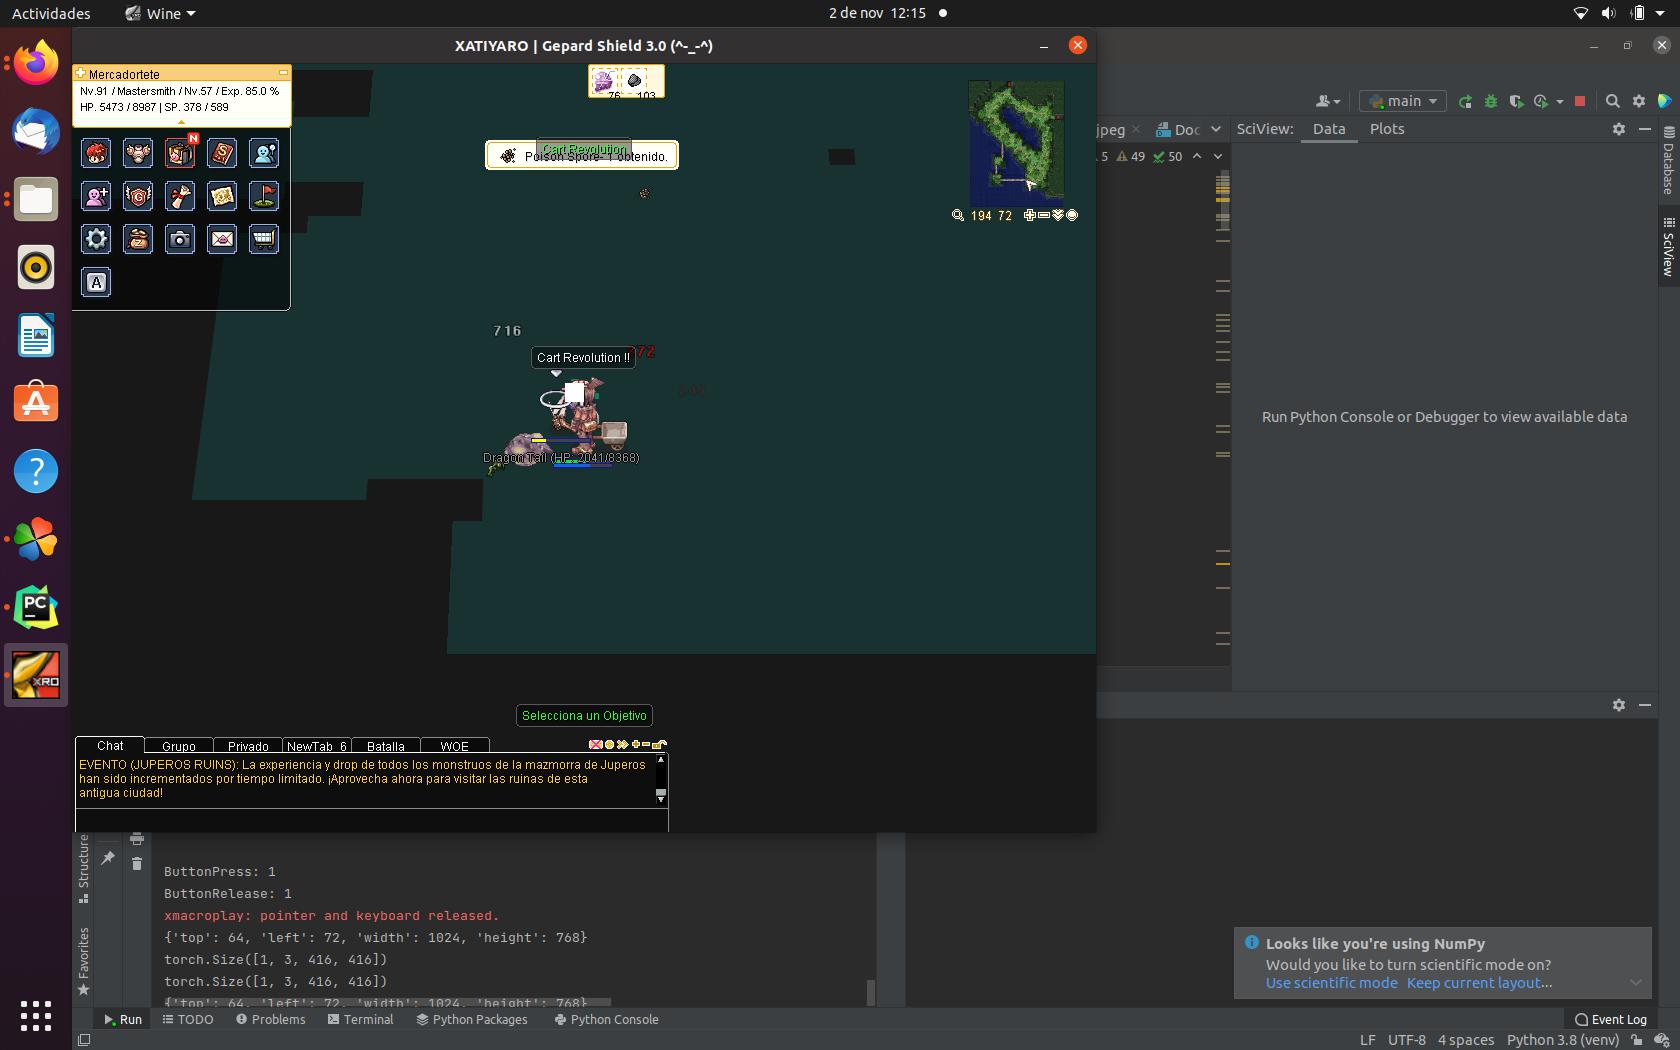 Actividades
Wine
2 de nov 12:15
XATIYARO | Gepard Shield 3.0 (^-_-^)
Mercadortete
Nv.91 / Mastersmith / Nv.57 / Exp. 85.0 %
HP. 5473 / 8987 | SP. 378 / 589
N
A
76 103
Cart Revolution
Poison Spore- 1 obtenido.
194 72
716
Cart Revolution !!
Dragon Tail (HP: 2041/8368)
Selecciona un Objetivo
Chat Grupo Privado NewTab_6 Batalla WOE
EVENTO (JUPEROS RUINS): La experiencia y drop de todos los monstruos de la mazmorra de Juperos
han sido incrementados por tiempo limitado. ¡Aprovecha ahora para visitar las ruinas de esta
antigua ciudad!
main
jpeg Doc
SciView: Data Plots
5 49 50
Database
SciView
Run Python Console or Debugger to view available data
PC
XRO
Structure
Favorites
ButtonPress: 1
ButtonRelease: 1
xmacroplay: pointer and keyboard released.
{'top': 64, 'left': 72, 'width': 1024, 'height': 768}
torch.Size([1, 3, 416, 416])
torch.Size([1, 3, 416, 416])
{'top': 64, 'left': 72, 'width': 1024, 'height': 768}
Looks like you're using NumPy
Would you like to turn scientific mode on?
Use scientific mode Keep current layout...
Run TODO Problems Terminal Python Packages Python Console
Event Log
LF UTF-8 4 spaces Python 3.8 (venv)